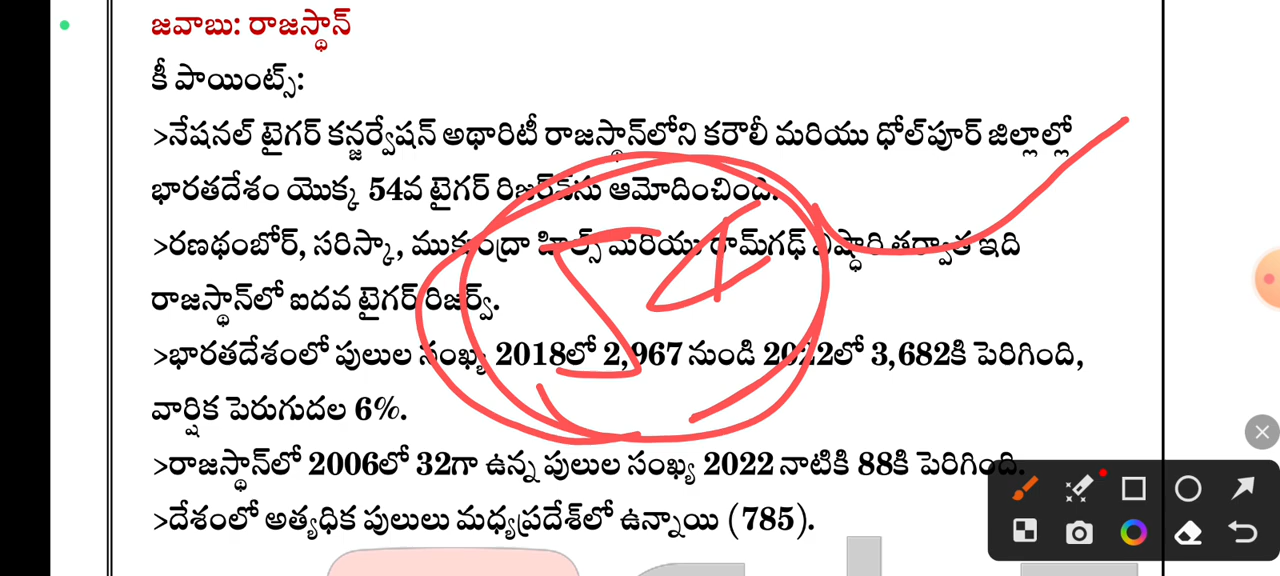 జవాబు: రాజస్థాన్
కీ పాయింట్స్:
>నేషనల్ టైగర్ కన్జర్వేషన్ అథారిటీ రాజస్థాన్‌లోని కరౌలీ మరియు ధోల్‌పూర్ జిల్లాల్లో
భారతదేశం యొక్క 54వ టైగర్ రిజర్వ్‌ను ఆమోదించింది.
>రణథంబోర్, సరిస్కా, ముకుంద్రా హిల్స్ మరియు రామ్‌గఢ్ విష్ధారి తర్వాత ఇది
రాజస్థాన్‌లో ఐదవ టైగర్ రిజర్వ్.
54
>భారతదేశంలో పులుల సంఖ్య 2018లో 2,967 నుండి 2022లో 3,682కి పెరిగింది,
వార్షిక పెరుగుదల 6%.
>రాజస్థాన్‌లో 2006లో 32గా ఉన్న పులుల సంఖ్య 2022 నాటికి 88కి పెరిగింది.
>దేశంలో అత్యధిక పులులు మధ్యప్రదేశ్‌లో ఉన్నాయి (785).